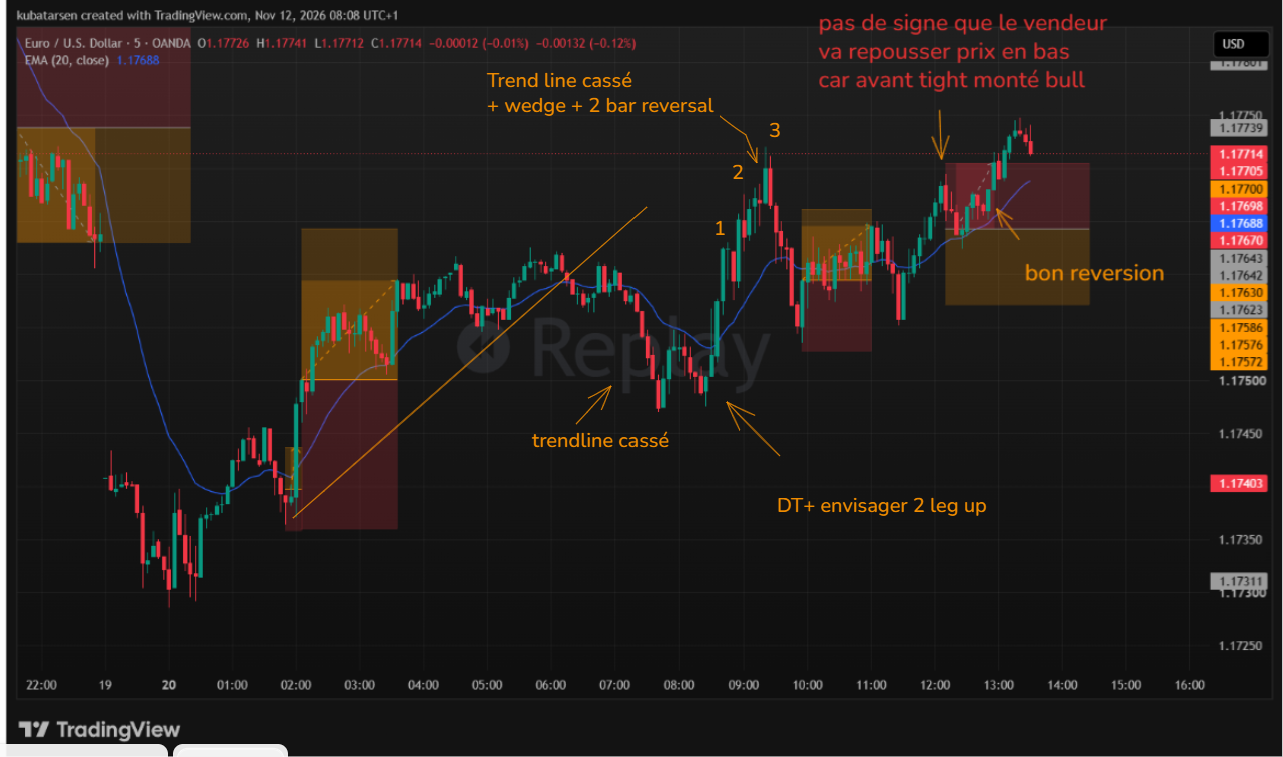 kubatarsen created with TradingView.com, Nov 12, 2026 08:08 UTC+1
pas de signe que le vendeur
va repousser prix en bas
car avant tight monté bull
USD
Euro / U.S. Dollar · 5 · OANDA O1.17726 H1.17741 L1.17712 C1.17714 −0.00012 (−0.01%) −0.00132 (−0.12%)
EMA (20, close) 1.17688
Trend line cassé
+ wedge + 2 bar reversal
3
2
1
bon reversion
Replay
trendline cassé
DT+ envisager 2 leg up
1.17801
1.17750
1.17739
1.17714
1.17705
1.17700
1.17698
1.17688
1.17670
1.17643
1.17642
1.17630
1.17623
1.17586
1.17576
1.17572
1.17500
1.17450
1.17403
1.17350
1.17311
1.17300
1.17250
22:00 19 20 01:00 02:00 03:00 04:00 05:00 06:00 07:00 08:00 09:00 10:00 11:00 12:00 13:00 14:00 15:00 16:00
TradingView